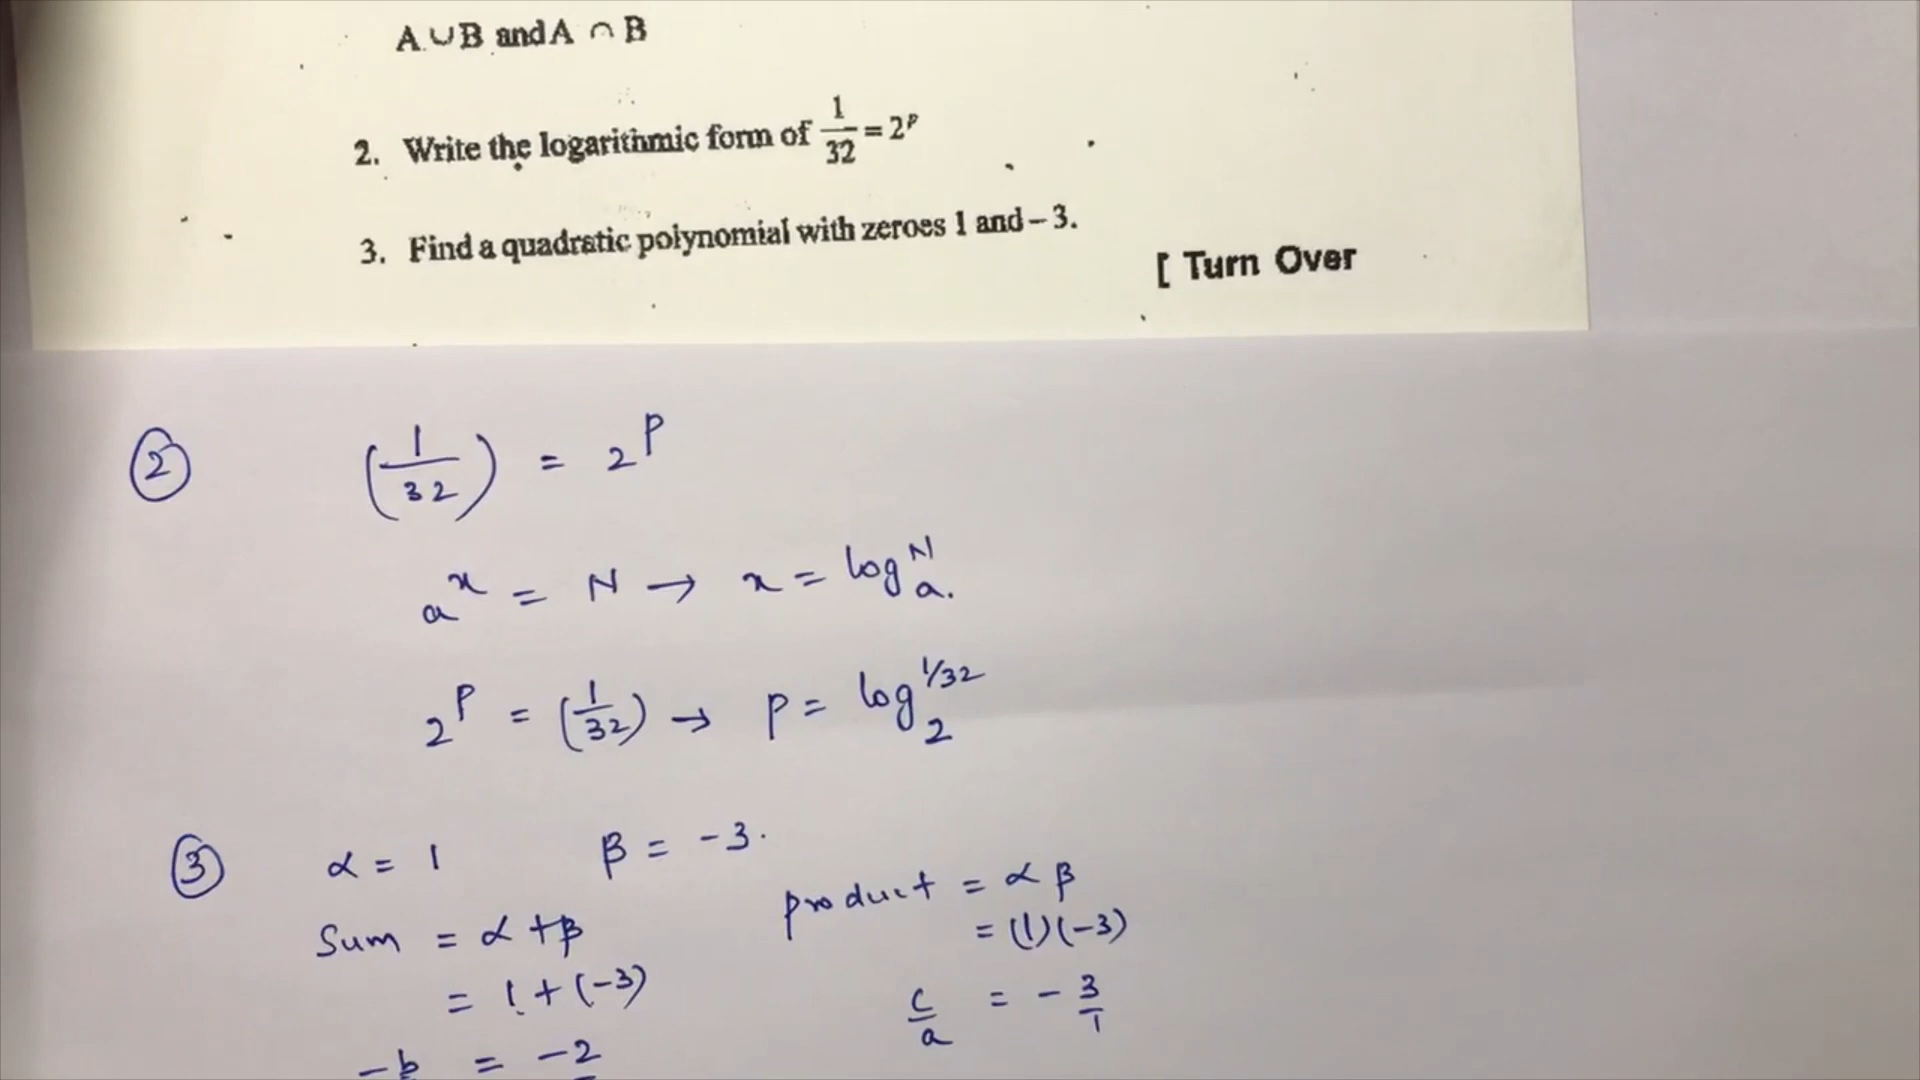 A ∪ B and A ∩ B
2. Write the logarithmic form of 1/32 = 2^p
3. Find a quadratic polynomial with zeroes 1 and – 3.
[ Turn Over
② (1/32) = 2^p
a^x = N → x = log_a^N.
2^p = (1/32) → p = log_2^1/32
③ α = 1 β = -3.
Sum = α + β
= 1 + (-3)
-b = -2
product = αβ
= (1)(-3)
c/a = -3/1